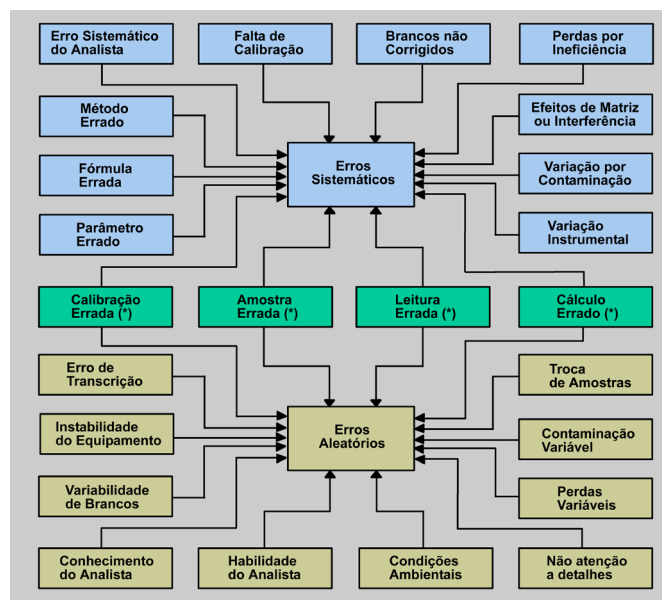 Erro Sistemático
do Analista
Falta de
Calibração
Brancos não
Corrigidos
Perdas por
Ineficiência
Método
Errado
Efeitos de Matriz
ou Interferência
Fórmula
Errada
Erros
Sistemáticos
Variação por
Contaminação
Parâmetro
Errado
Variação
Instrumental
Calibração
Errada (*)
Amostra
Errada (*)
Leitura
Errada (*)
Cálculo
Errado (*)
Erro de
Transcrição
Troca
de Amostras
Instabilidade
do Equipamento
Erros
Aleatórios
Contaminação
Variável
Variabilidade
de Brancos
Perdas
Variáveis
Conhecimento
do Analista
Habilidade
do Analista
Condições
Ambientais
Não atenção
a detalhes